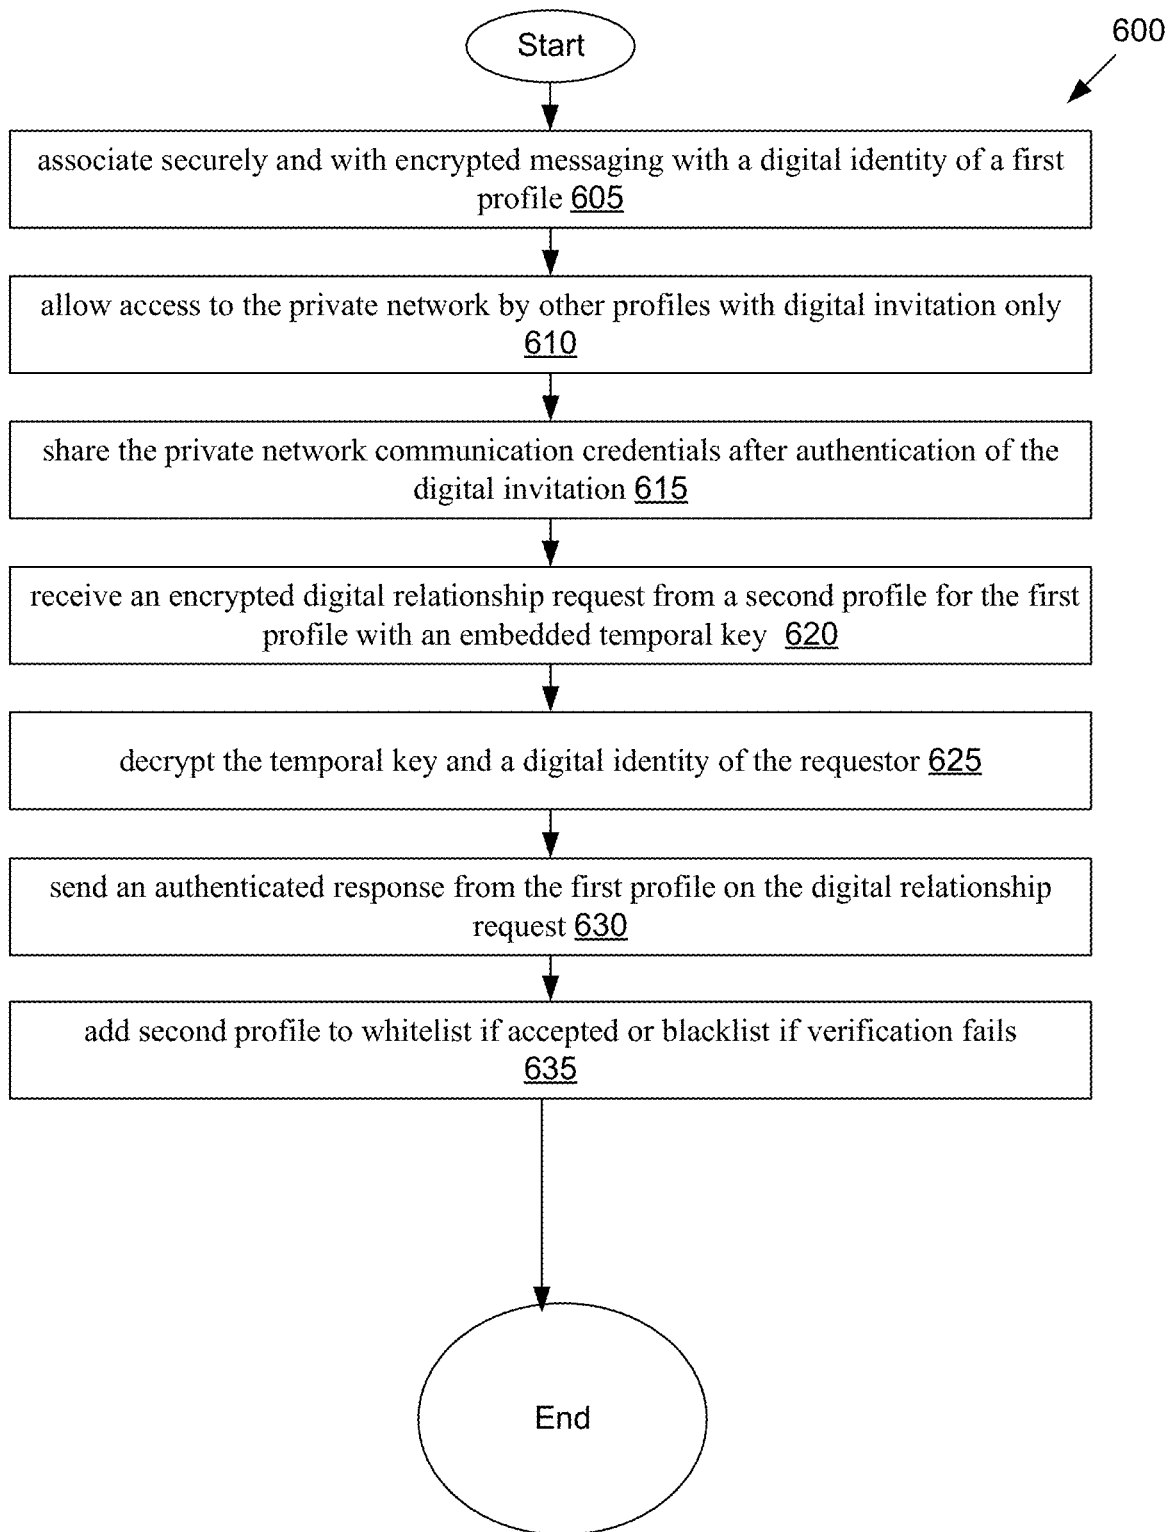 Start
600
associate securely and with encrypted messaging with a digital identity of a first
profile 605
allow access to the private network by other profiles with digital invitation only
610
share the private network communication credentials after authentication of the
digital invitation 615
receive an encrypted digital relationship request from a second profile for the first
profile with an embedded temporal key 620
decrypt the temporal key and a digital identity of the requestor 625
send an authenticated response from the first profile on the digital relationship
request 630
add second profile to whitelist if accepted or blacklist if verification fails
635
End